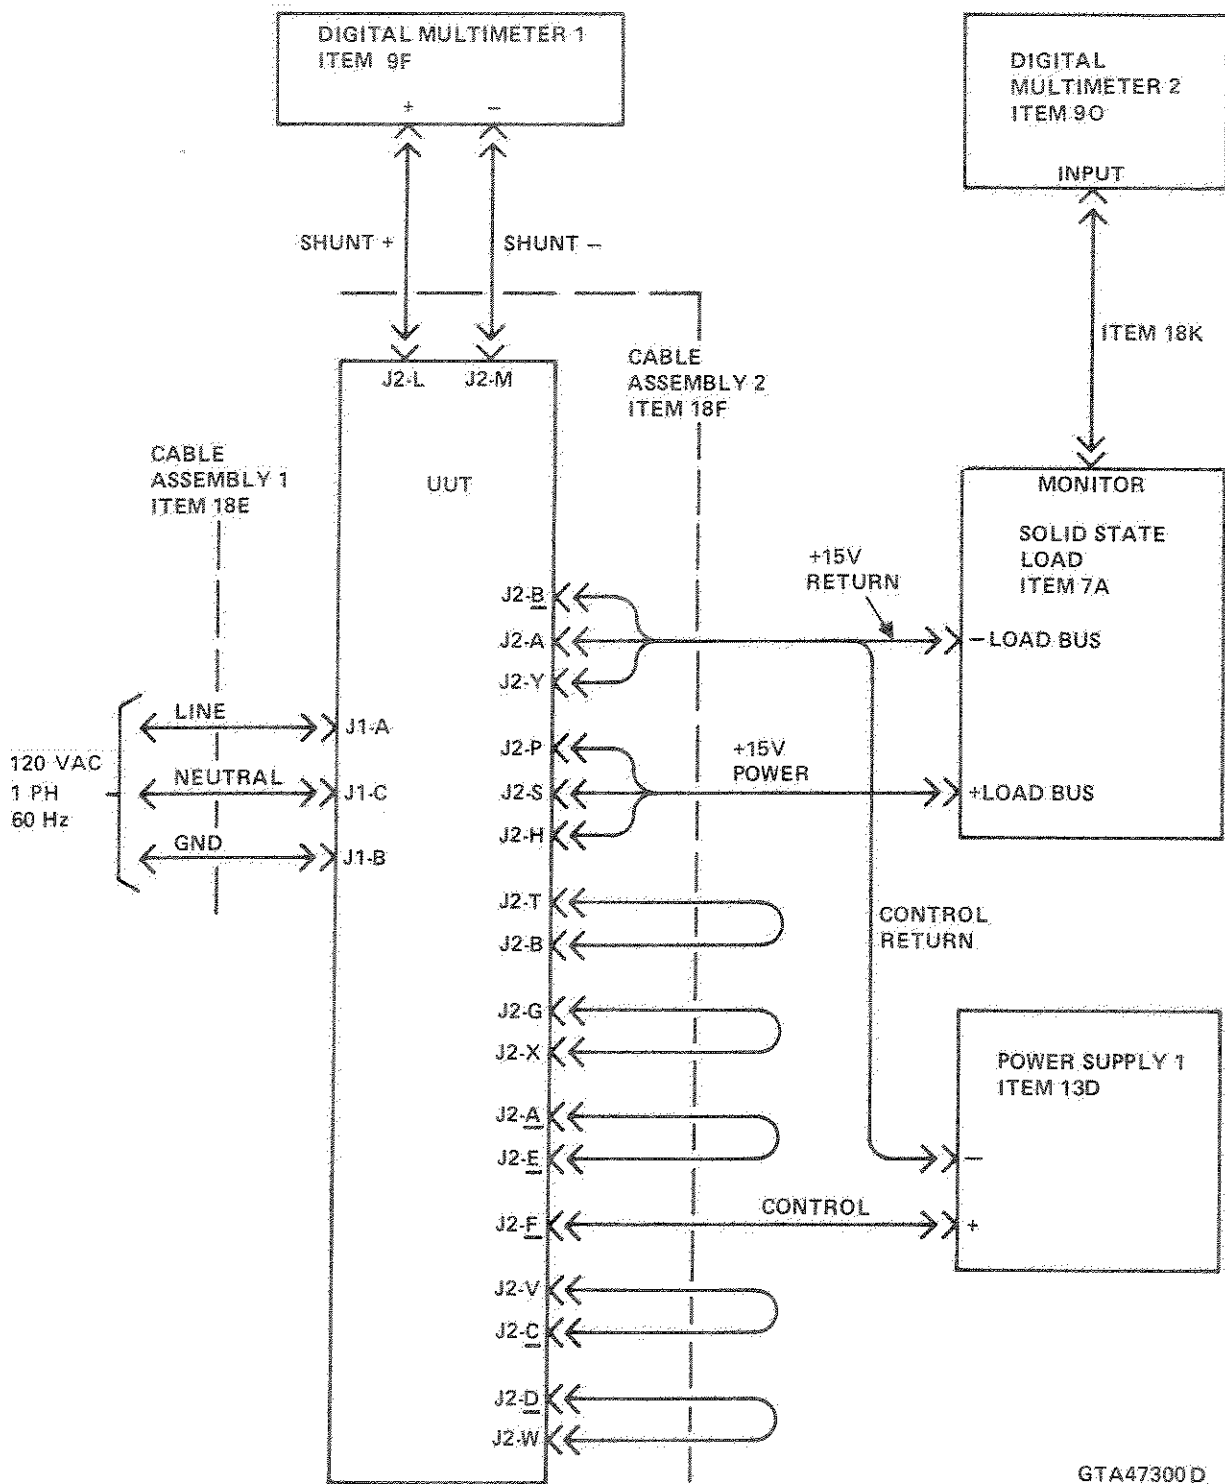 DIGITAL MULTIMETER 1
ITEM 9F
+ –
DIGITAL
MULTIMETER 2
ITEM 9O
INPUT
SHUNT +
SHUNT –
ITEM 18K
J2-L
J2-M
CABLE
ASSEMBLY 2
ITEM 18F
CABLE
ASSEMBLY 1
ITEM 18E
UUT
MONITOR
SOLID STATE
LOAD
ITEM 7A
+15V
RETURN
J2-B
J2-A
J2-Y
– LOAD BUS
LINE
J1-A
120 VAC
1 PH
60 Hz
NEUTRAL
J1-C
GND
J1-B
J2-P
J2-S
J2-H
+15V
POWER
+LOAD BUS
J2-T
J2-B
CONTROL
RETURN
J2-G
J2-X
POWER SUPPLY 1
ITEM 13D
J2-A
J2-E
–
J2-F
CONTROL
+
J2-V
J2-C
J2-D
J2-W
GTA47300D